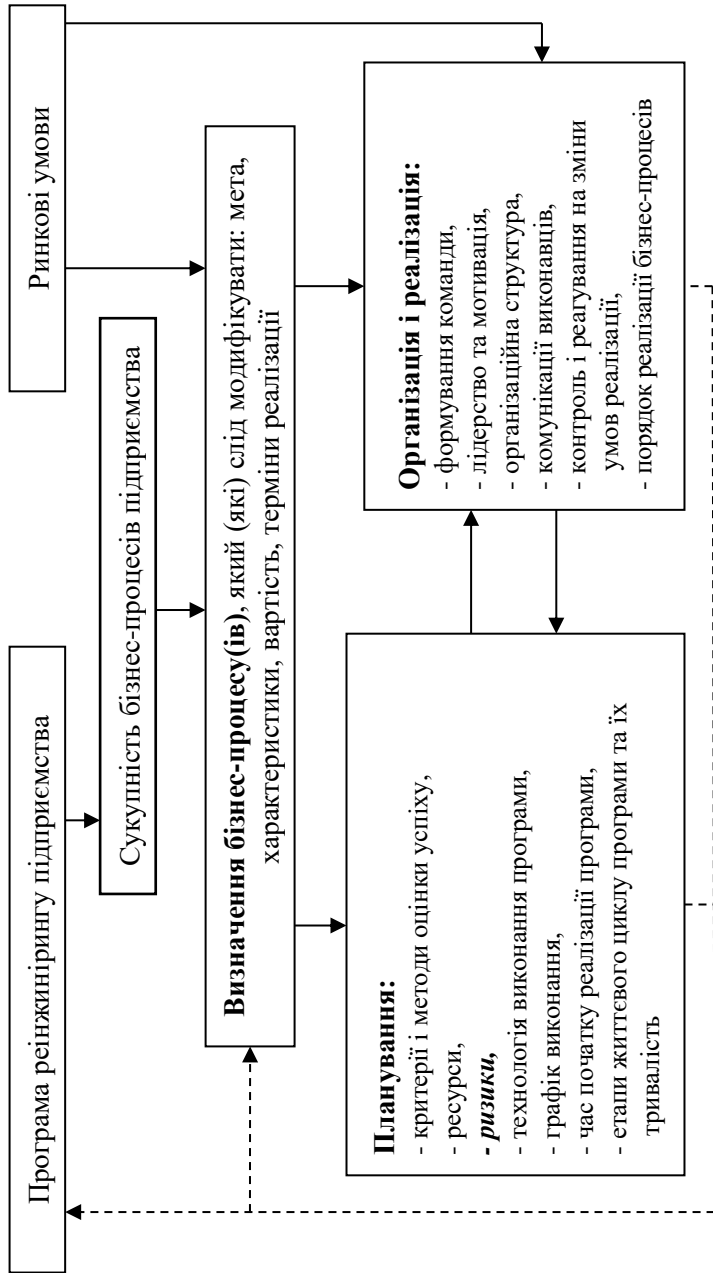 Програма реінжинірингу підприємства
Ринкові умови
Сукупність бізнес-процесів підприємства
Визначення бізнес-процесу(ів), який (які) слід модифікувати: мета,
характеристики, вартість, терміни реалізації
Планування:
- критерії і методи оцінки успіху,
- ресурси,
- ризики,
- технологія виконання програми,
- графік виконання,
- час початку реалізації програми,
- етапи життєвого циклу програми та їх
тривалість
Організація і реалізація:
- формування команди,
- лідерство та мотивація,
- організаційна структура,
- комунікації виконавців,
- контроль і реагування на зміни
умов реалізації,
- порядок реалізації бізнес-процесів